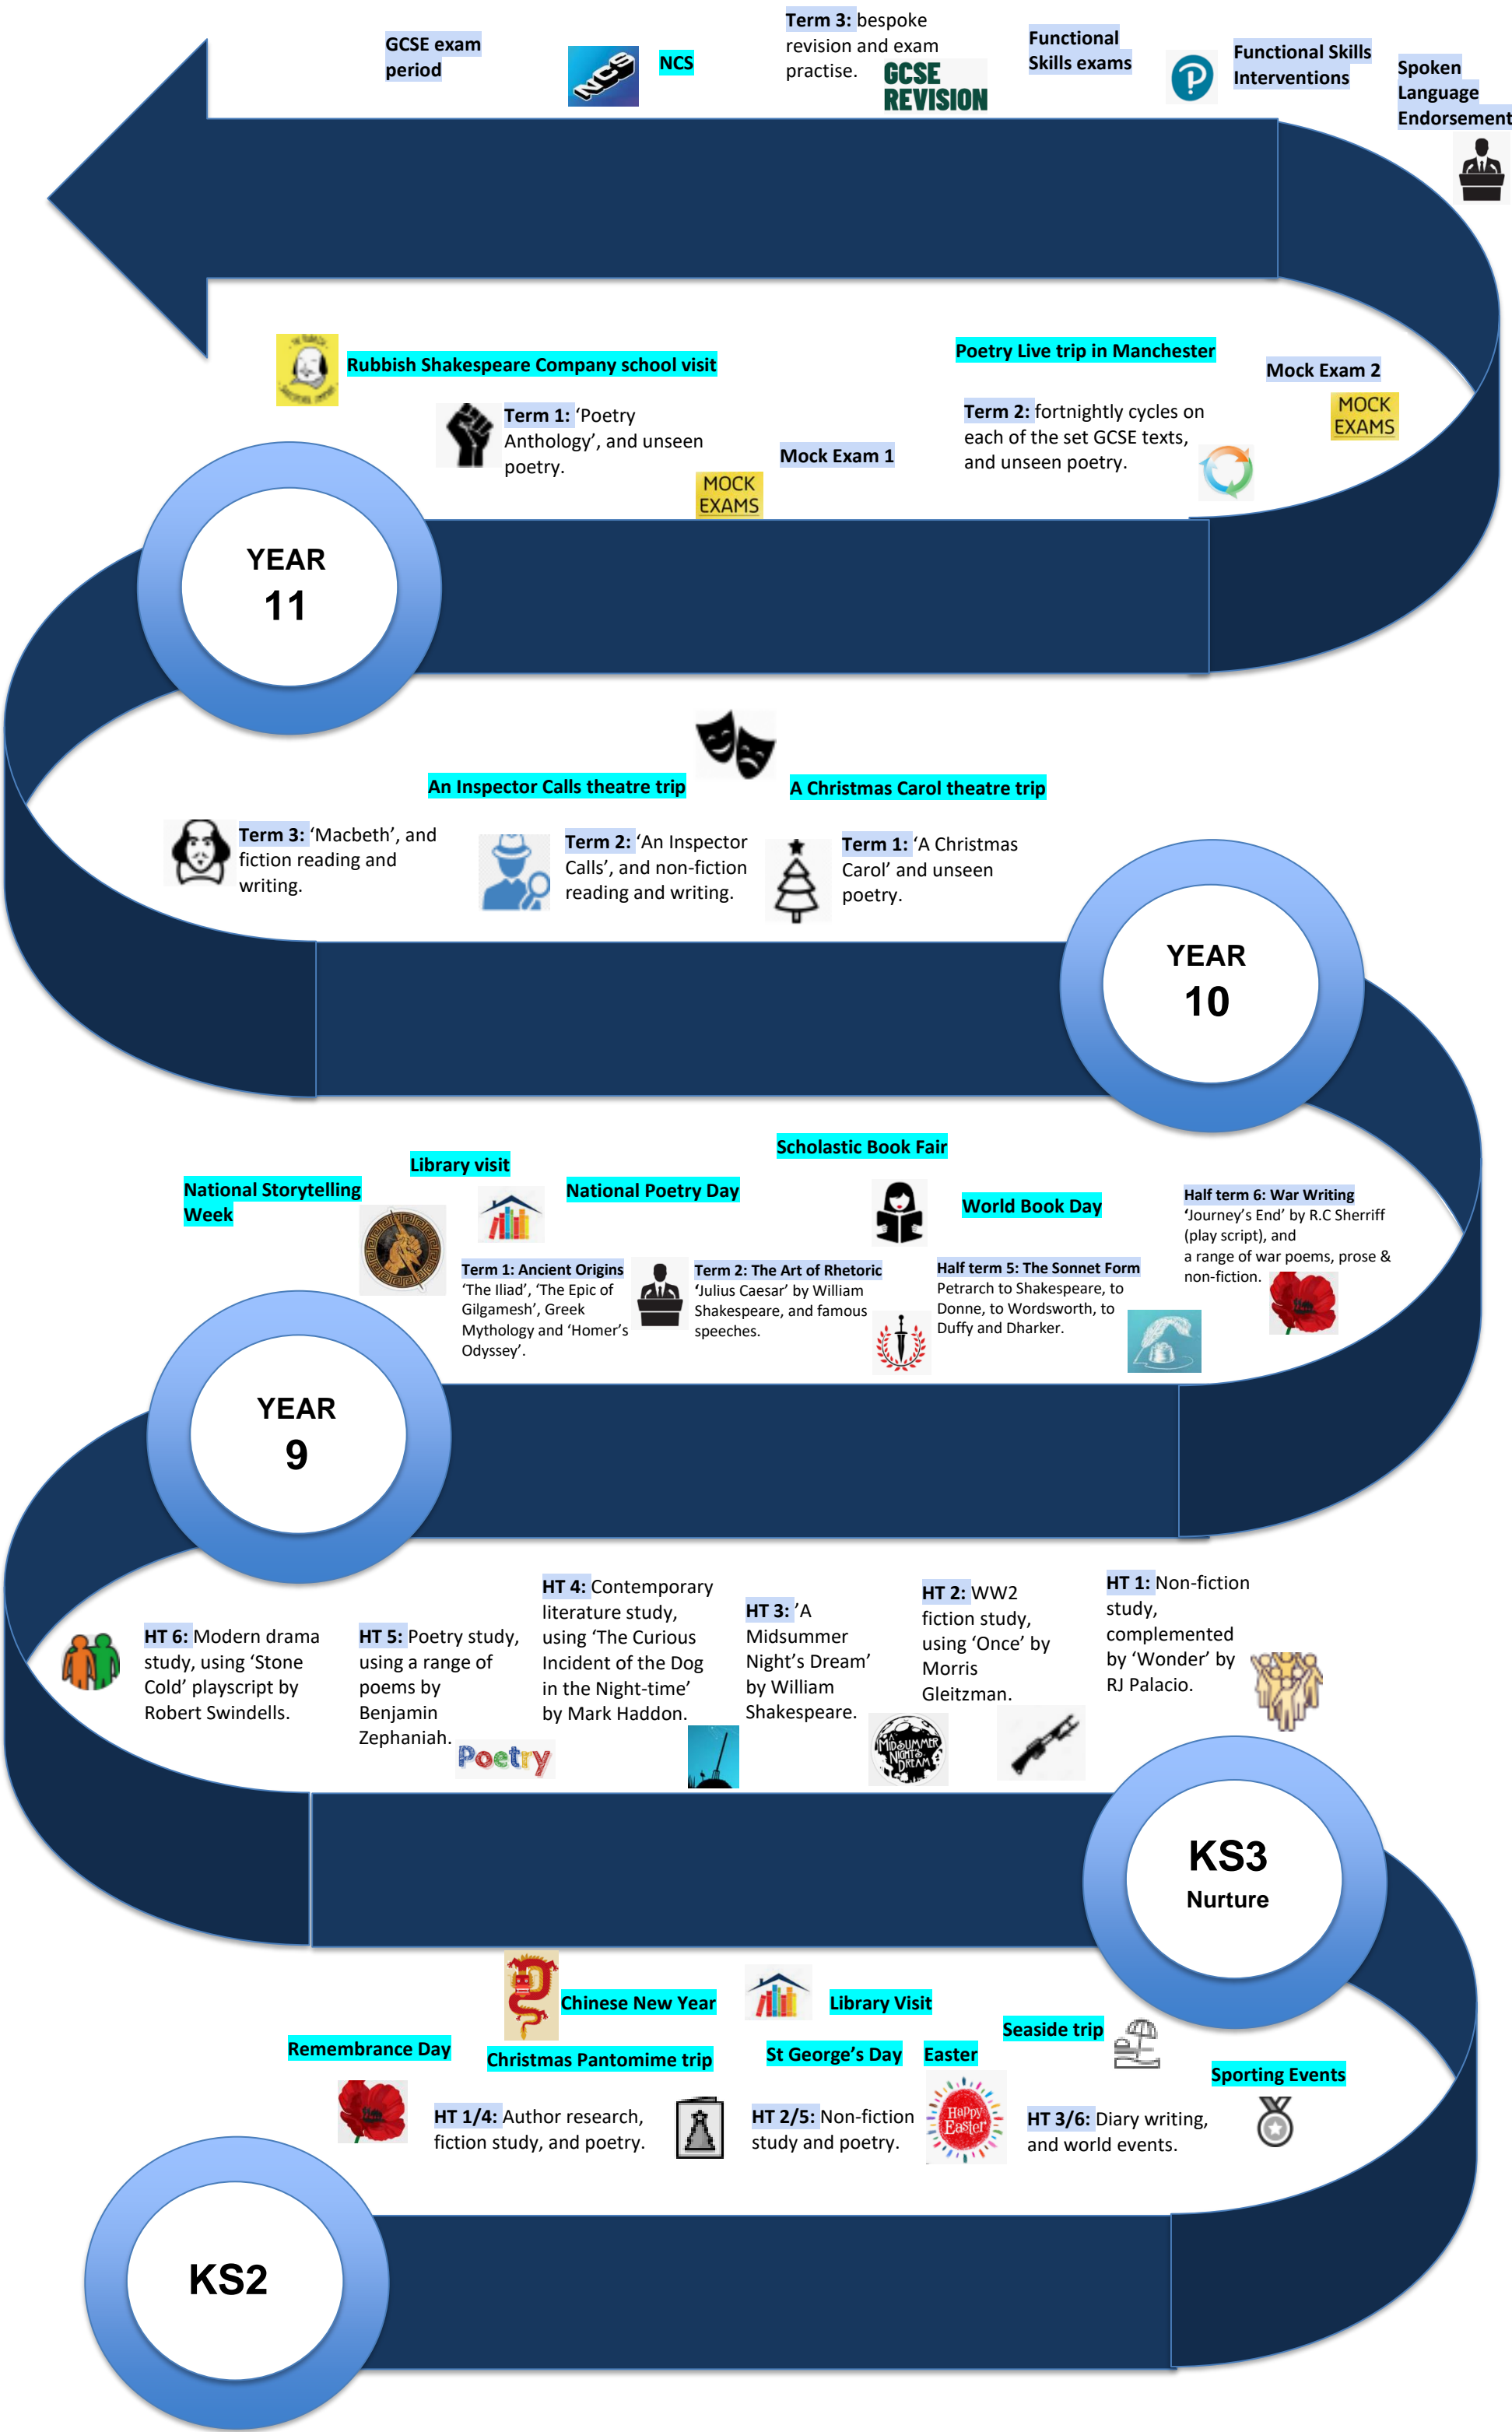 GCSE exam
period
NCS
NCS
Term 3: bespoke
revision and exam
practise.
GCSE
REVISION
Functional
Skills exams
Functional Skills
Interventions
Spoken
Language
Endorsement
Rubbish Shakespeare Company school visit
Term 1: ‘Poetry
Anthology’, and unseen
poetry.
Mock Exam 1
MOCK
EXAMS
Poetry Live trip in Manchester
Term 2: fortnightly cycles on
each of the set GCSE texts,
and unseen poetry.
Mock Exam 2
MOCK
EXAMS
YEAR
11
An Inspector Calls theatre trip
A Christmas Carol theatre trip
Term 3: ‘Macbeth’, and
fiction reading and
writing.
Term 2: ‘An Inspector
Calls’, and non-fiction
reading and writing.
Term 1: ‘A Christmas
Carol’ and unseen
poetry.
YEAR
10
National Storytelling
Week
Library visit
National Poetry Day
Scholastic Book Fair
World Book Day
Term 1: Ancient Origins
‘The Iliad’, ‘The Epic of
Gilgamesh’, Greek
Mythology and ‘Homer’s
Odyssey’.
Term 2: The Art of Rhetoric
‘Julius Caesar’ by William
Shakespeare, and famous
speeches.
Half term 5: The Sonnet Form
Petrarch to Shakespeare, to
Donne, to Wordsworth, to
Duffy and Dharker.
Half term 6: War Writing
‘Journey’s End’ by R.C Sherriff
(play script), and
a range of war poems, prose &
non-fiction.
YEAR
9
HT 6: Modern drama
study, using ‘Stone
Cold’ playscript by
Robert Swindells.
HT 5: Poetry study,
using a range of
poems by
Benjamin
Zephaniah.
Poetry
HT 4: Contemporary
literature study,
using ‘The Curious
Incident of the Dog
in the Night-time’
by Mark Haddon.
HT 3: ’A
Midsummer
Night’s Dream’
by William
Shakespeare.
A
MIDSUMMER
NIGHT'S
DREAM
HT 2: WW2
fiction study,
using ‘Once’ by
Morris
Gleitzman.
HT 1: Non-fiction
study,
complemented
by ‘Wonder’ by
RJ Palacio.
KS3
Nurture
Chinese New Year
Library Visit
Seaside trip
Remembrance Day
Christmas Pantomime trip
St George’s Day
Easter
Sporting Events
HT 1/4: Author research,
fiction study, and poetry.
HT 2/5: Non-fiction
study and poetry.
Happy
Easter
HT 3/6: Diary writing,
and world events.
KS2